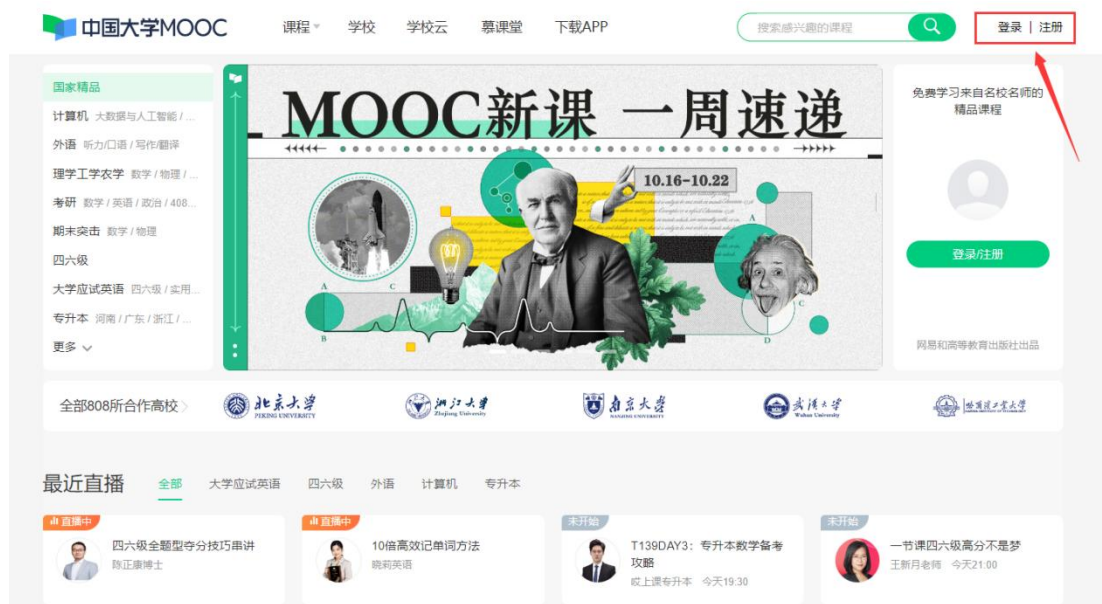 中国大学MOOC
课程 学校 学校云 慕课堂 下载APP
搜索感兴趣的课程
登录 | 注册
国家精品
计算机 大数据与人工智能 / ...
外语 听力/口语 / 写作/翻译
理学工学农学 数学 / 物理 / ...
考研 数学 / 英语 / 政治 / 408...
期末突击 数学 / 物理
四六级
大学应试英语 四六级 / 实用...
专升本 河南 / 广东 / 浙江 / ...
更多
MOOC新课 一周速递
10.16-10.22
A
C
B
A
C
D
免费学习来自名校名师的
精品课程
登录/注册
网易和高等教育出版社出品
全部808所合作高校
北京大学
PEKING UNIVERSITY
浙江大学
Zhejiang University
南京大学
NANJING UNIVERSITY
武汉大学
Wuhan University
哈尔滨工业大学
最近直播 全部 大学应试英语 四六级 外语 计算机 专升本
直播中
四六级全题型夺分技巧串讲
陈正康博士
直播中
10倍高效记单词方法
晓莉英语
未开始
T139DAY3：专升本数学备考
攻略
哎上课专升本 今天19:30
未开始
一节课四六级高分不是梦
王新月老师 今天21:00